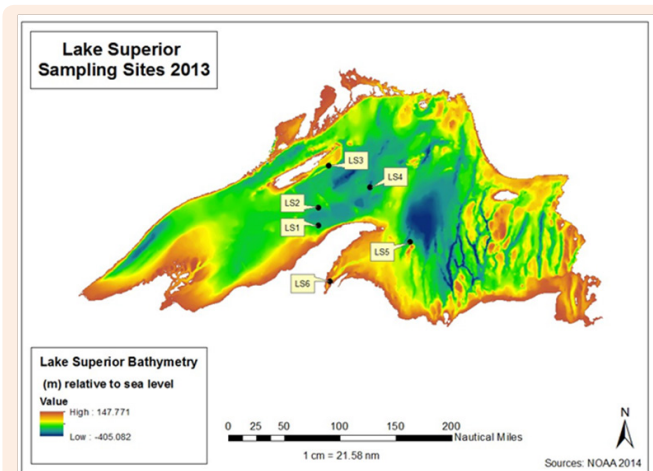 Lake Superior
Sampling Sites 2013
LS3
LS4
LS2
LS1
LS5
LS6
Lake Superior Bathymetry
(m) relative to sea level
Value
High : 147.771
Low : -405.082
0 25 50 100 150 200
Nautical Miles
1 cm = 21.58 nm
N
Sources: NOAA 2014